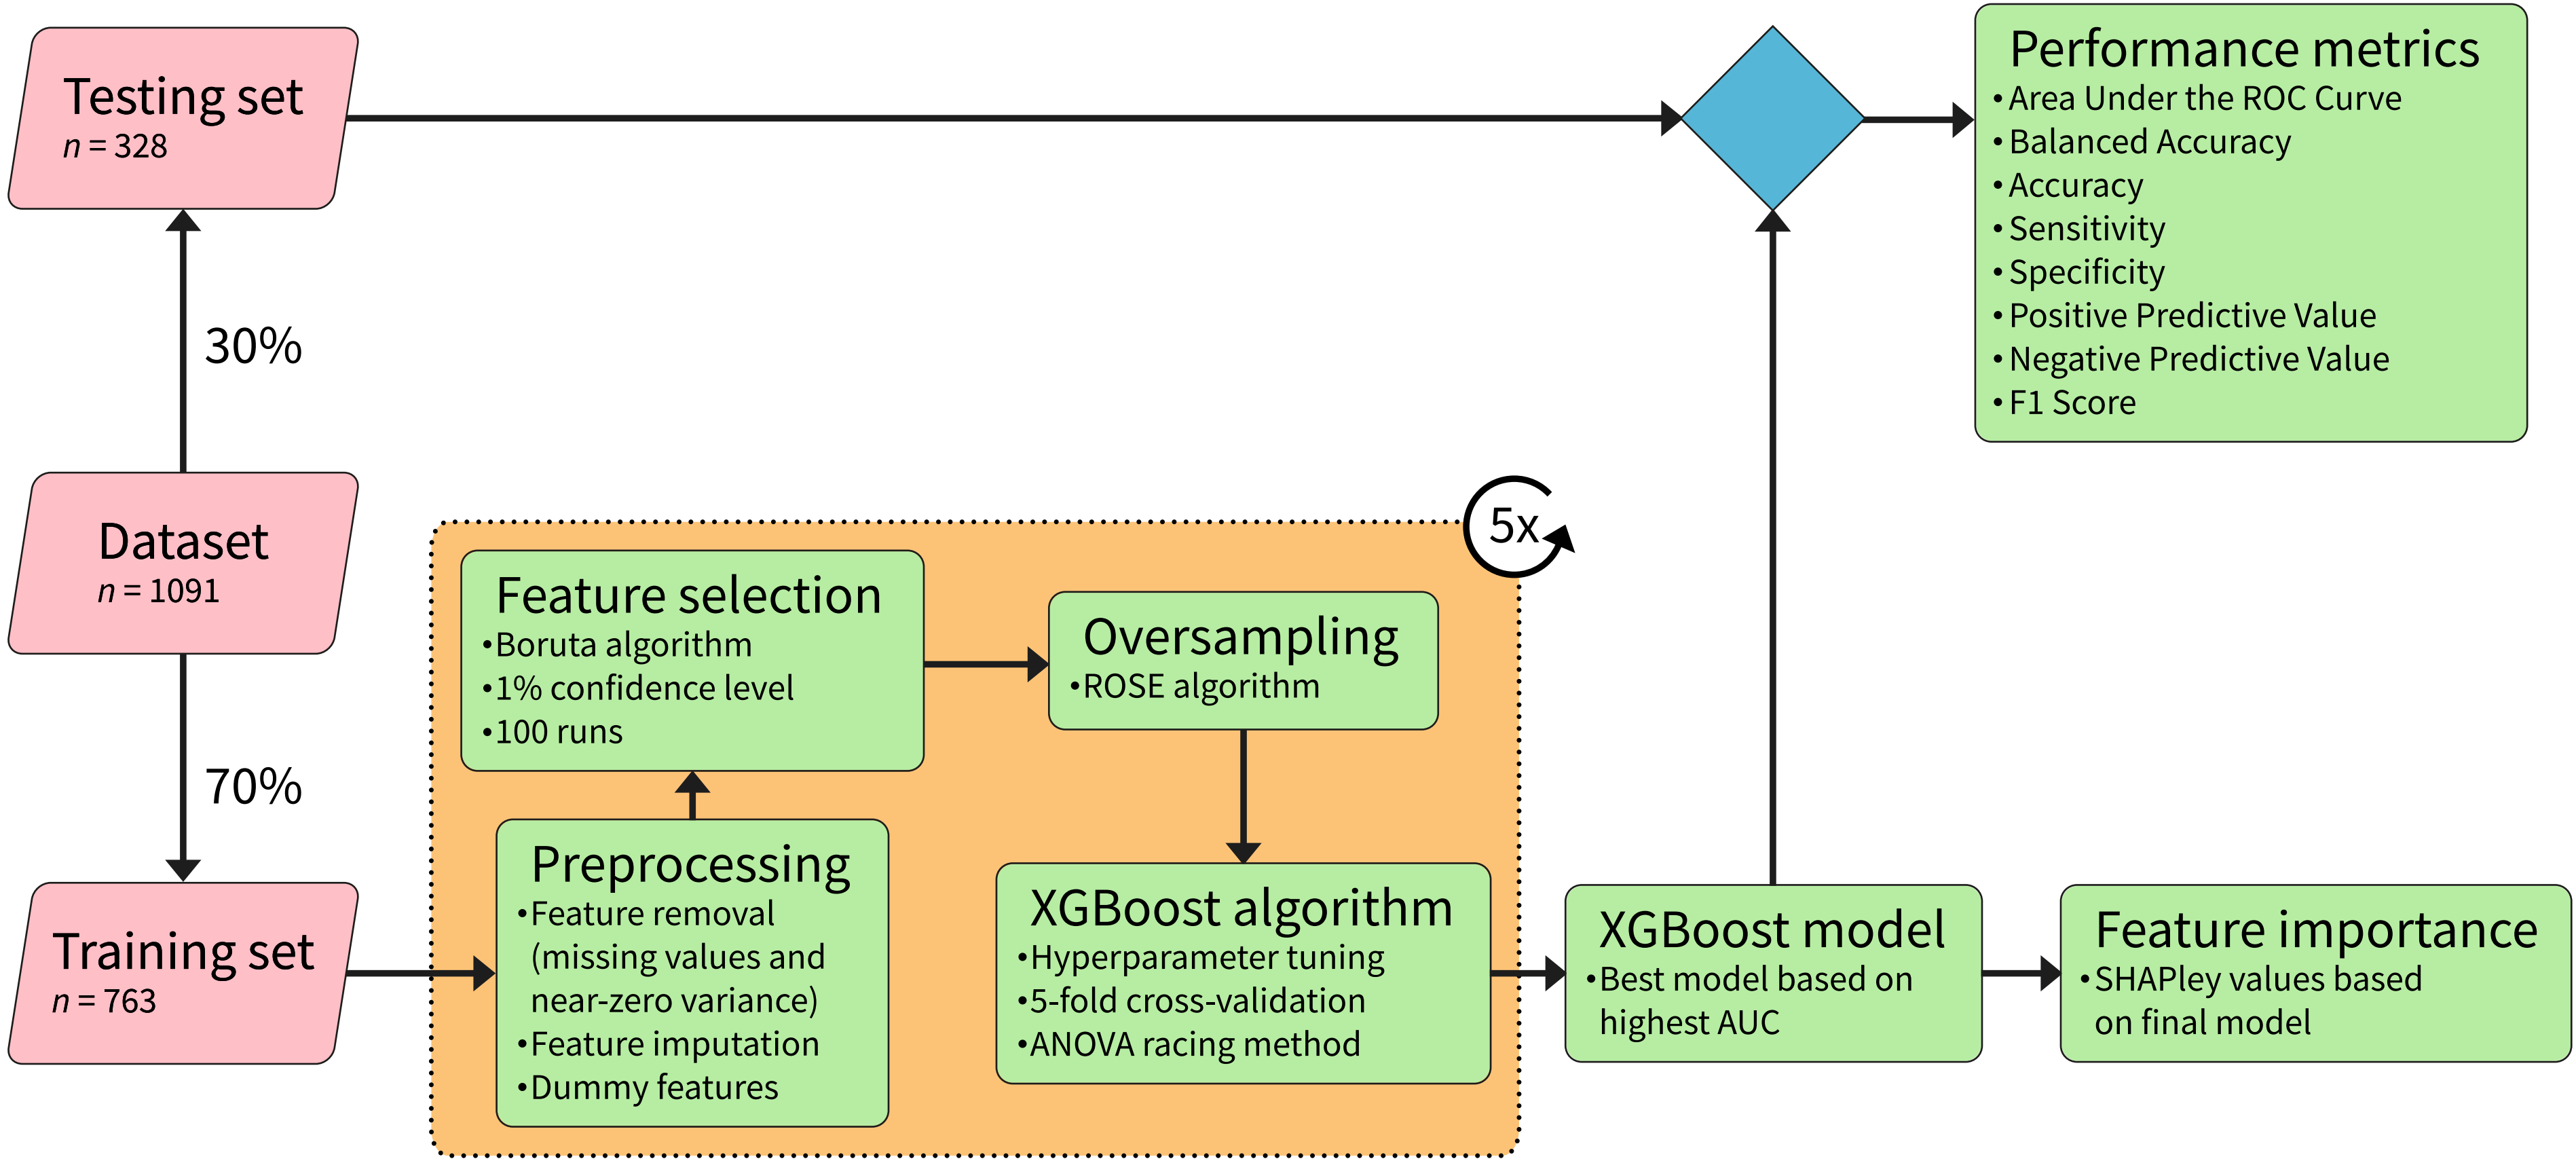 Testing set
n = 328
30%
Dataset
n = 1091
70%
Training set
n = 763
5x
Feature selection
•Boruta algorithm
•1% confidence level
•100 runs
Oversampling
•ROSE algorithm
Preprocessing
•Feature removal
(missing values and
near-zero variance)
•Feature imputation
•Dummy features
XGBoost algorithm
•Hyperparameter tuning
•5-fold cross-validation
•ANOVA racing method
XGBoost model
•Best model based on
highest AUC
Feature importance
•SHAPley values based
on final model
Performance metrics
•Area Under the ROC Curve
•Balanced Accuracy
•Accuracy
•Sensitivity
•Specificity
•Positive Predictive Value
•Negative Predictive Value
•F1 Score